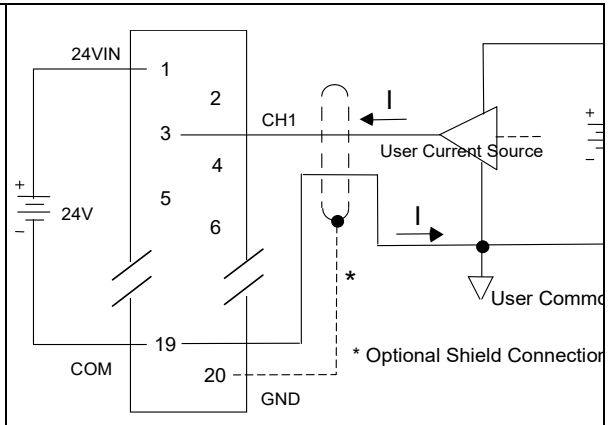 24VIN
1
I
2
+
3
CH1
User Current Source
4
-
5
+
24V
-
6
I
*
User Commo
19
* Optional Shield Connection
COM
20
GND